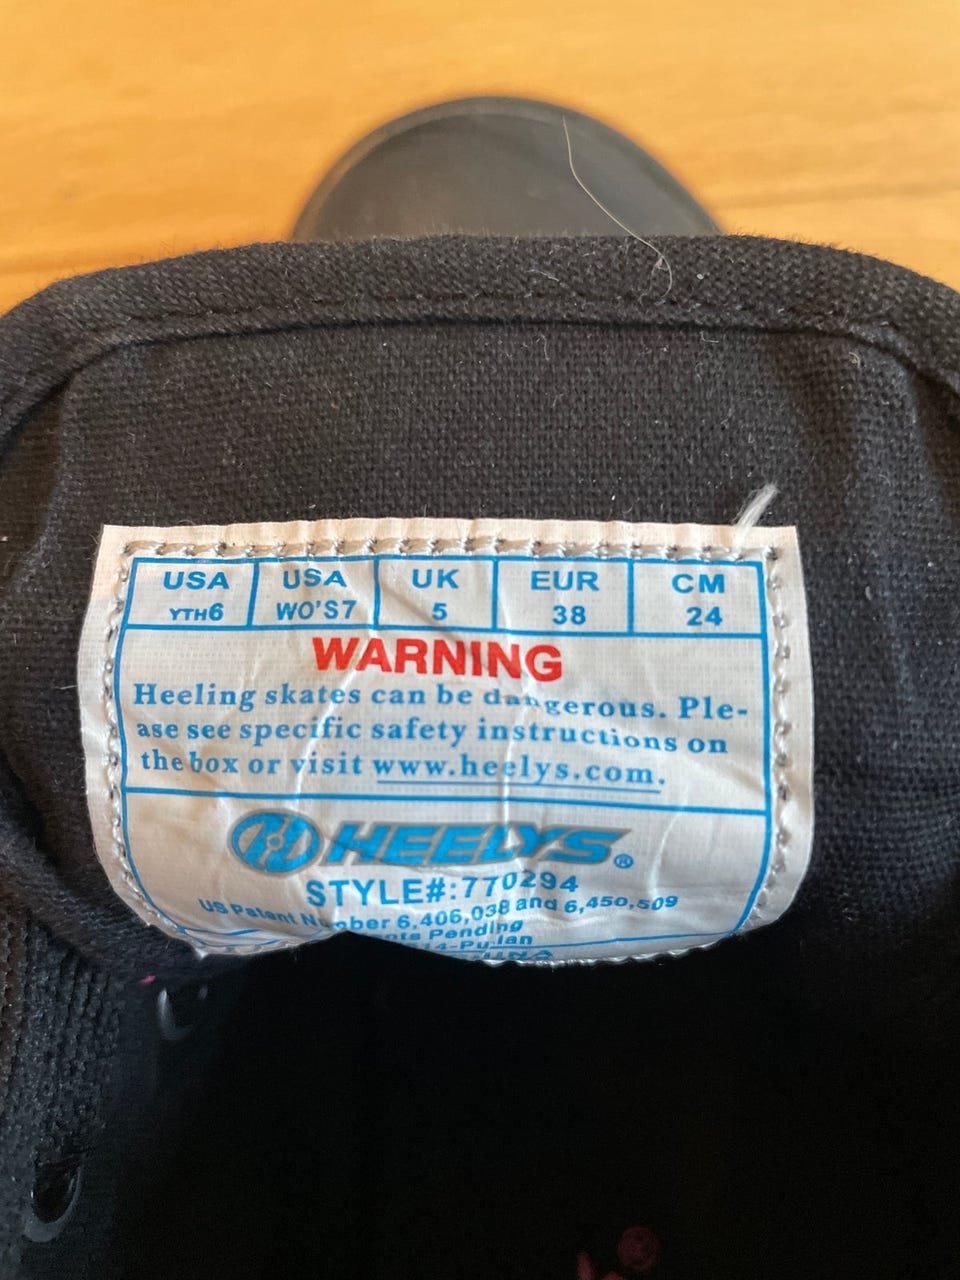 USA USA UK EUR CM
YTH6 WO'S7 5 38 24
WARNING
Heeling skates can be dangerous. Ple-
ase see specific safety instructions on
the box or visit www.heelys.com.
HEELYS®
STYLE#:770294
US Patent Number 6,406,038 and 6,450,509
Pending